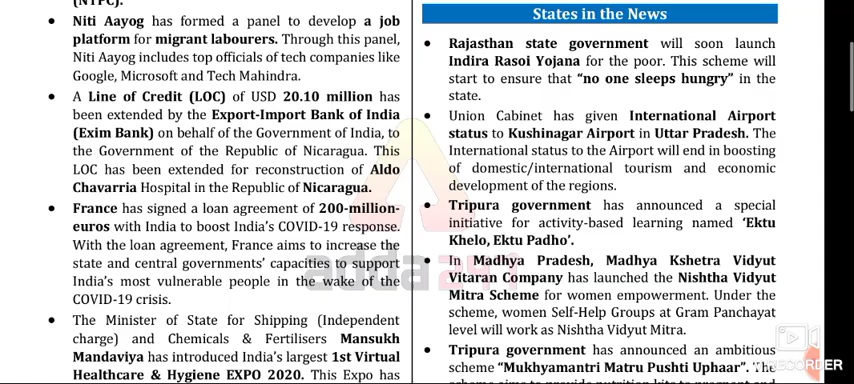 (NTPC).
• Niti Aayog has formed a panel to develop a job
platform for migrant labourers. Through this panel,
Niti Aayog includes top officials of tech companies like
Google, Microsoft and Tech Mahindra.
• A Line of Credit (LOC) of USD 20.10 million has
been extended by the Export-Import Bank of India
(Exim Bank) on behalf of the Government of India, to
the Government of the Republic of Nicaragua. This
LOC has been extended for reconstruction of Aldo
Chavarria Hospital in the Republic of Nicaragua.
• France has signed a loan agreement of 200-million-
euros with India to boost India's COVID-19 response.
With the loan agreement, France aims to increase the
state and central governments' capacities to support
India's most vulnerable people in the wake of the
COVID-19 crisis.
• The Minister of State for Shipping (Independent
charge) and Chemicals & Fertilisers Mansukh
Mandaviya has introduced India's largest 1st Virtual
Healthcare & Hygiene EXPO 2020. This Expo has
States in the News
• Rajasthan state government will soon launch
Indira Rasoi Yojana for the poor. This scheme will
start to ensure that "no one sleeps hungry" in the
state.
• Union Cabinet has given International Airport
status to Kushinagar Airport in Uttar Pradesh. The
International status to the Airport will end in boosting
of domestic/international tourism and economic
development of the regions.
• Tripura government has announced a special
initiative for activity-based learning named 'Ektu
Khelo, Ektu Padho'.
• In Madhya Pradesh, Madhya Kshetra Vidyut
Vitaran Company has launched the Nishtha Vidyut
Mitra Scheme for women empowerment. Under the
scheme, women Self-Help Groups at Gram Panchayat
level will work as Nishtha Vidyut Mitra.
• Tripura government has announced an ambitious
scheme "Mukhyamantri Matru Pushti Uphaar". The
scheme aims to provide nutrition kits to pregnant and
adda241
RECORDER